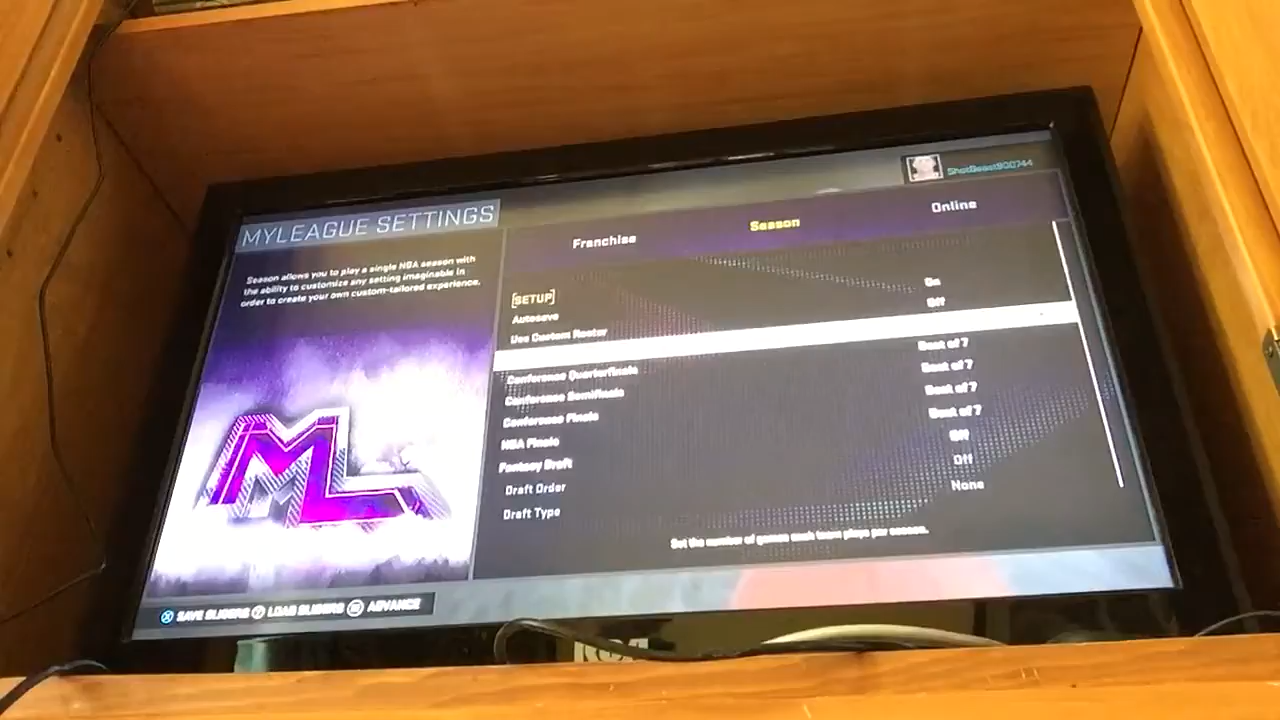 ShotBeast900744
MYLEAGUE SETTINGS
Franchise
Season
Online
Season allows you to play a single NBA season with
the ability to customize any setting imaginable in
order to create your own custom-tailored experience.
[SETUP]
Autosave On
Use Custom Roster Off
Conference Quarterfinals Best of 7
Conference Semifinals Best of 7
Conference Finals Best of 7
NBA Finals Best of 7
Fantasy Draft Off
Draft Order Off
Draft Type None
Set the number of games each team plays per season.
SAVE SLIDERS LOAD SLIDERS ADVANCE
ML